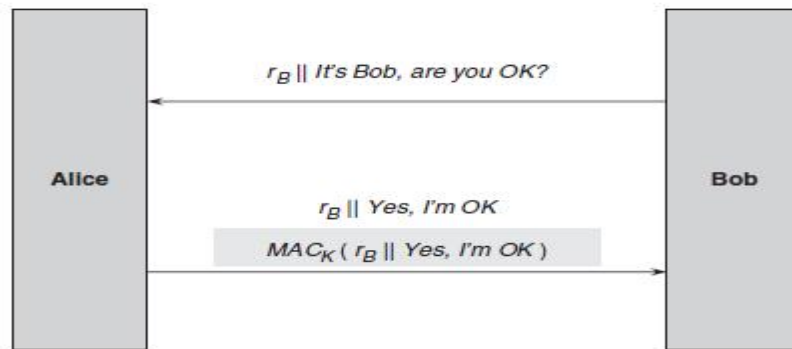 r_B || It's Bob, are you OK?
Alice
Bob
r_B || Yes, I'm OK
MAC_K ( r_B || Yes, I'm OK )